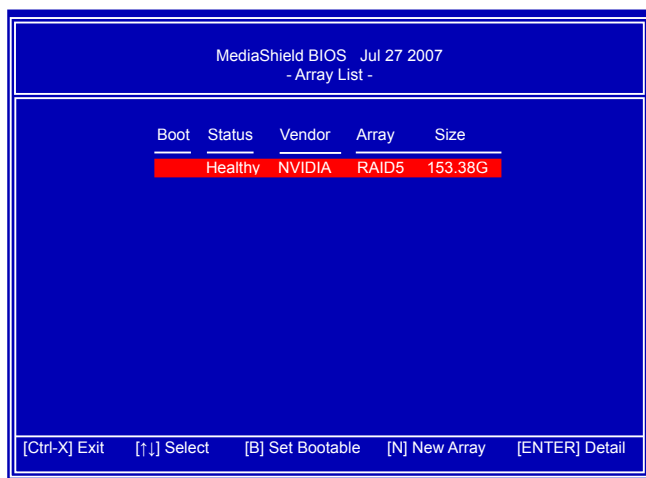 MediaShield BIOS Jul 27 2007
- Array List -
Boot Status Vendor Array Size
Healthy NVIDIA RAID5 153.38G
[Ctrl-X] Exit [↑↓] Select [B] Set Bootable [N] New Array [ENTER] Detail